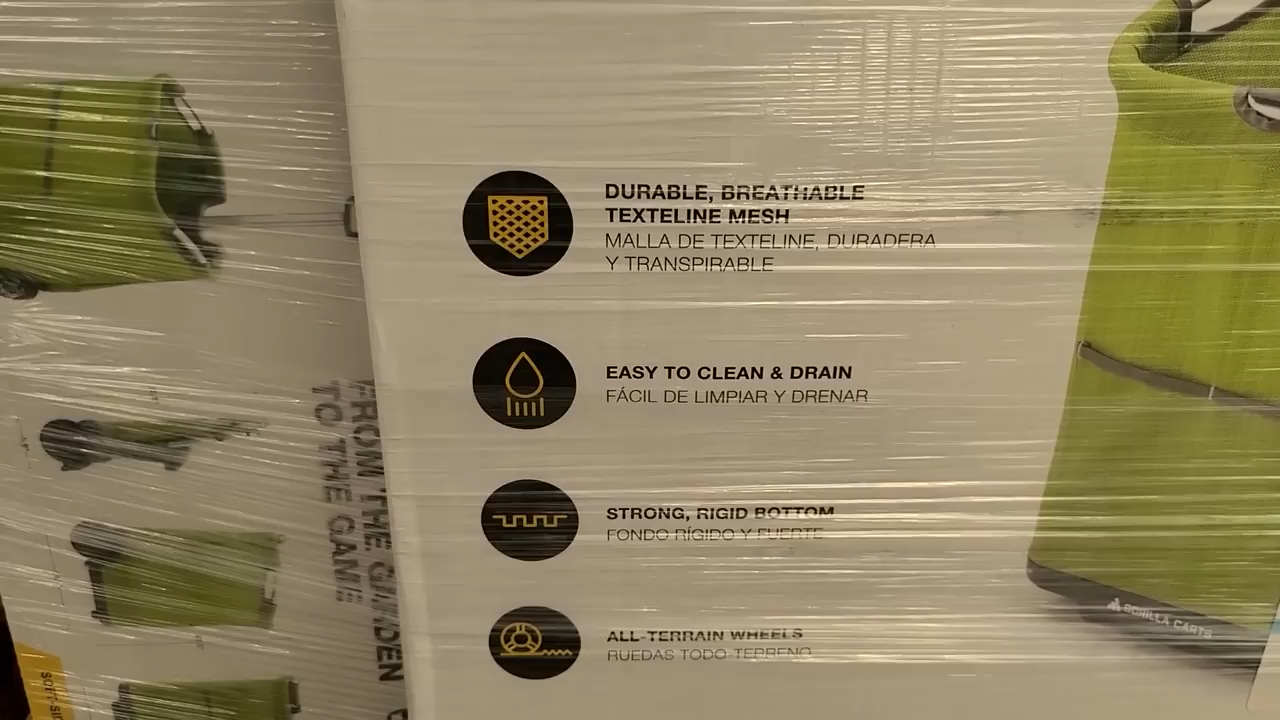 DURABLE, BREATHABLE
TEXTELINE MESH
MALLA DE TEXTELINE, DURADERA
Y TRANSPIRABLE
EASY TO CLEAN & DRAIN
FÁCIL DE LIMPIAR Y DRENAR
STRONG, RIGID BOTTOM
FONDO RÍGIDO Y FUERTE
ALL-TERRAIN WHEELS
RUEDAS TODO-TERRENO
GORILLA CARTS
FROM THE GARDEN
TO THE GAME